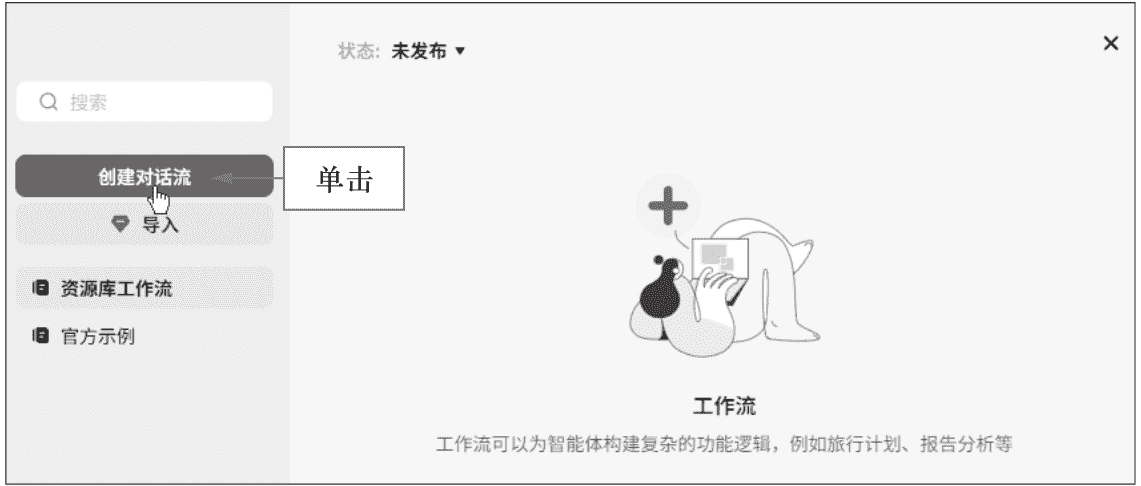 状态: 未发布
搜索
创建对话流
单击
导入
资源库工作流
官方示例
工作流
工作流可以为智能体构建复杂的功能逻辑，例如旅行计划、报告分析等